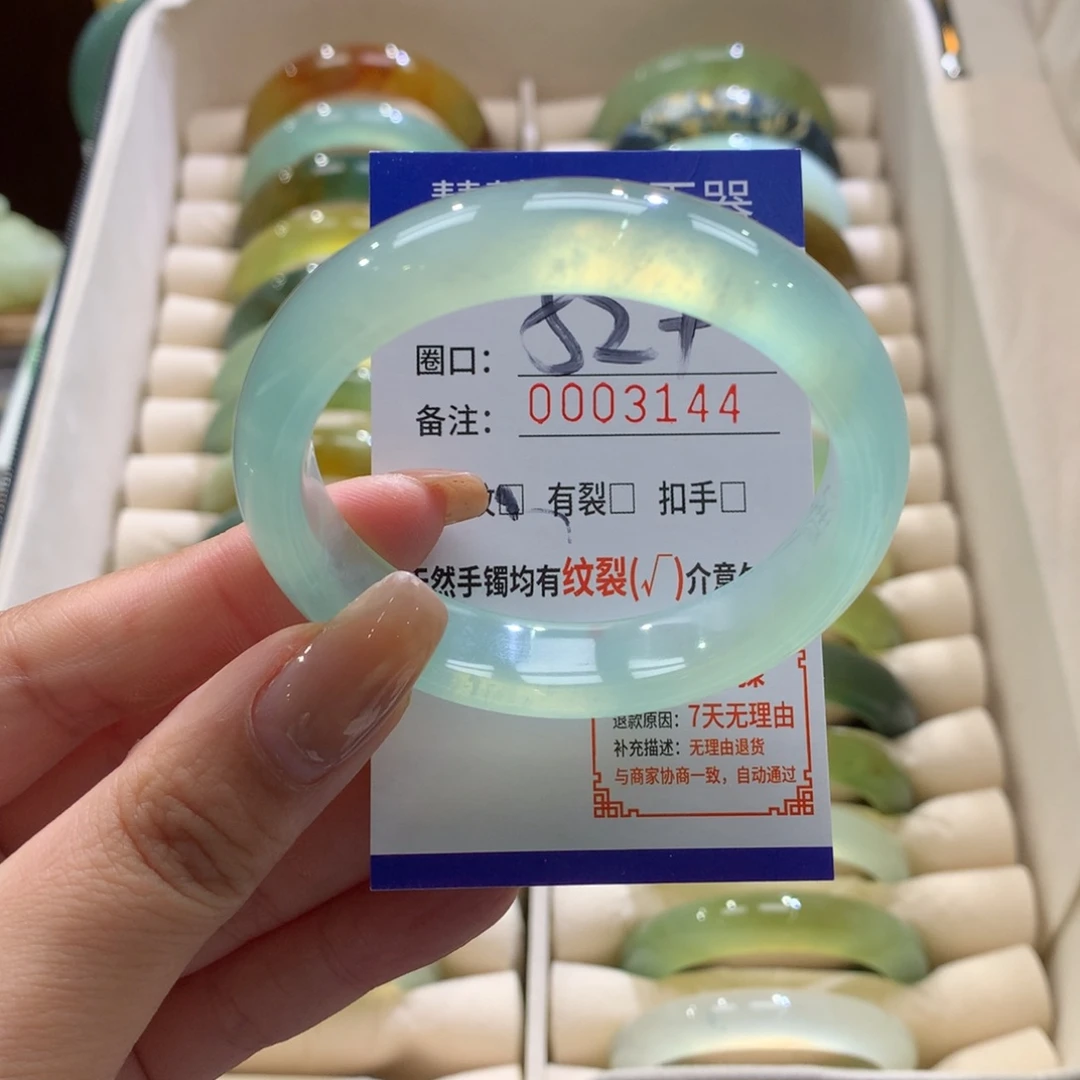 器
圈口：
备注：
0003144
有裂□ 扣手□
然手镯均有纹裂(√)介意
退款原因：7天无理由
补充描述：无理由退货
与商家协商一致，自动通过